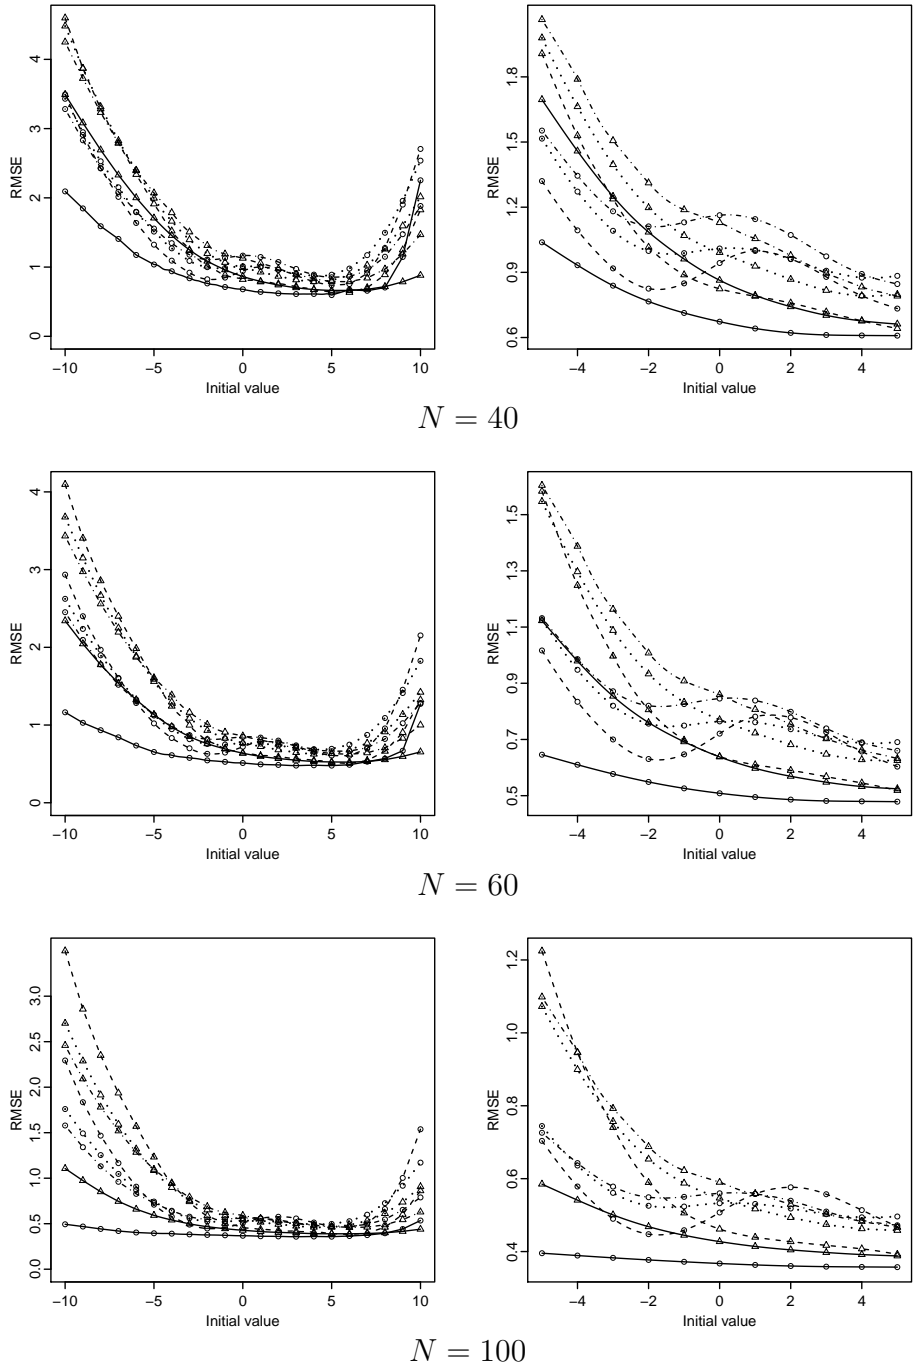 4
3
2
1
0
RMSE
−10 −5 0 5 10
Initial value
1.8
1.5
1.2
0.9
0.6
RMSE
−4 −2 0 2 4
Initial value
N = 40
4
3
2
1
0
RMSE
−10 −5 0 5 10
Initial value
1.5
1.3
1.1
0.9
0.7
0.5
RMSE
−4 −2 0 2 4
Initial value
N = 60
3.0
2.5
2.0
1.5
1.0
0.5
0.0
RMSE
−10 −5 0 5 10
Initial value
1.2
1.0
0.8
0.6
0.4
RMSE
−4 −2 0 2 4
Initial value
N = 100